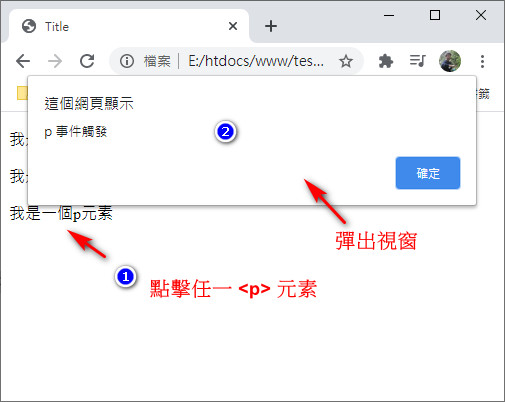 Title
檔案 | E:/htdocs/www/tes...
這個網頁顯示
p 事件觸發
2
確定
我
我
我是一個p元素
彈出視窗
1
點擊任一 <p> 元素